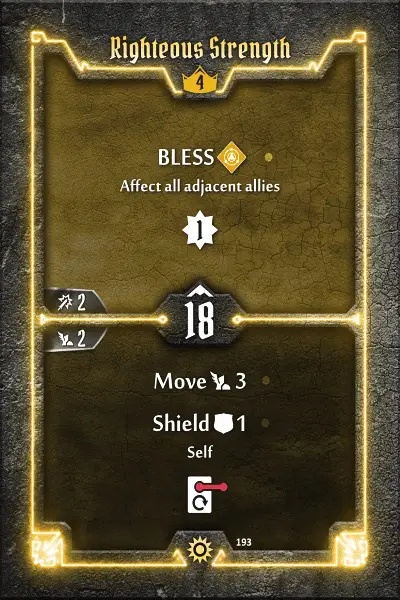 Righteous Strength
4
BLESS
Affect all adjacent allies
1
2
18
2
Move 3
Shield 1
Self
193